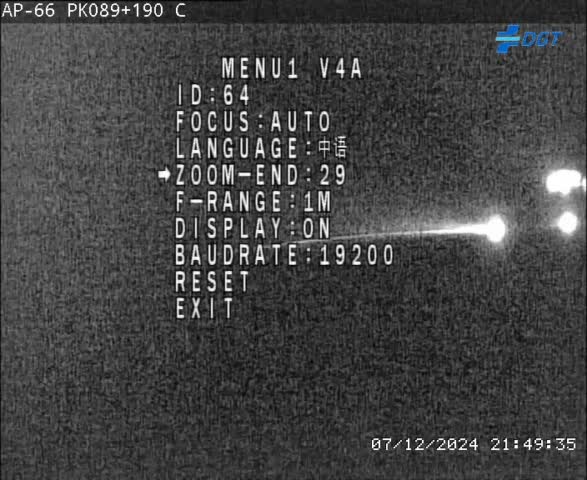 AP-66 PK089+190 C
DGT
MENU1 V4A
ID:64
FOCUS:AUTO
LANGUAGE:中语
ZOOM-END:29
F-RANGE:1M
DISPLAY:ON
BAUDRATE:19200
RESET
EXIT
07/12/2024 21:49:35